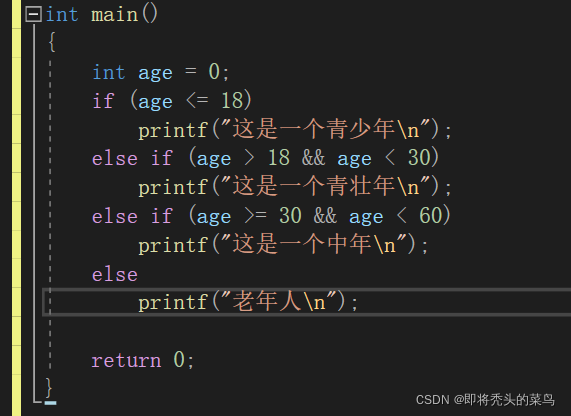 int main()
{
    int age = 0;
    if (age <= 18)
        printf("这是一个青少年\n");
    else if (age > 18 && age < 30)
        printf("这是一个青壮年\n");
    else if (age >= 30 && age < 60)
        printf("这是一个中年\n");
    else
        printf("老年人\n");
    return 0;
}
CSDN @即将秃头的菜鸟